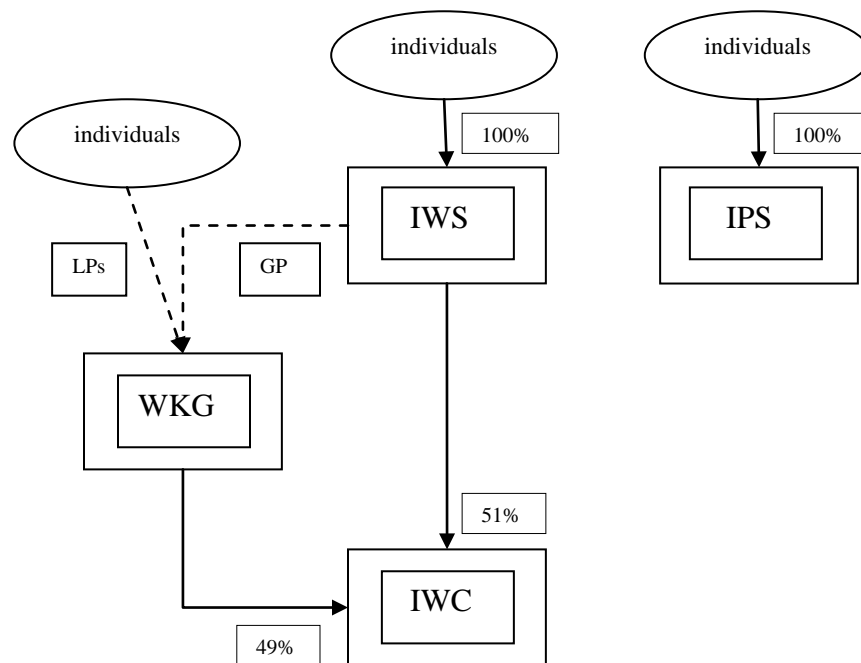 individuals
individuals
individuals
100%
100%
IWS
IPS
LPs
GP
WKG
51%
IWC
49%